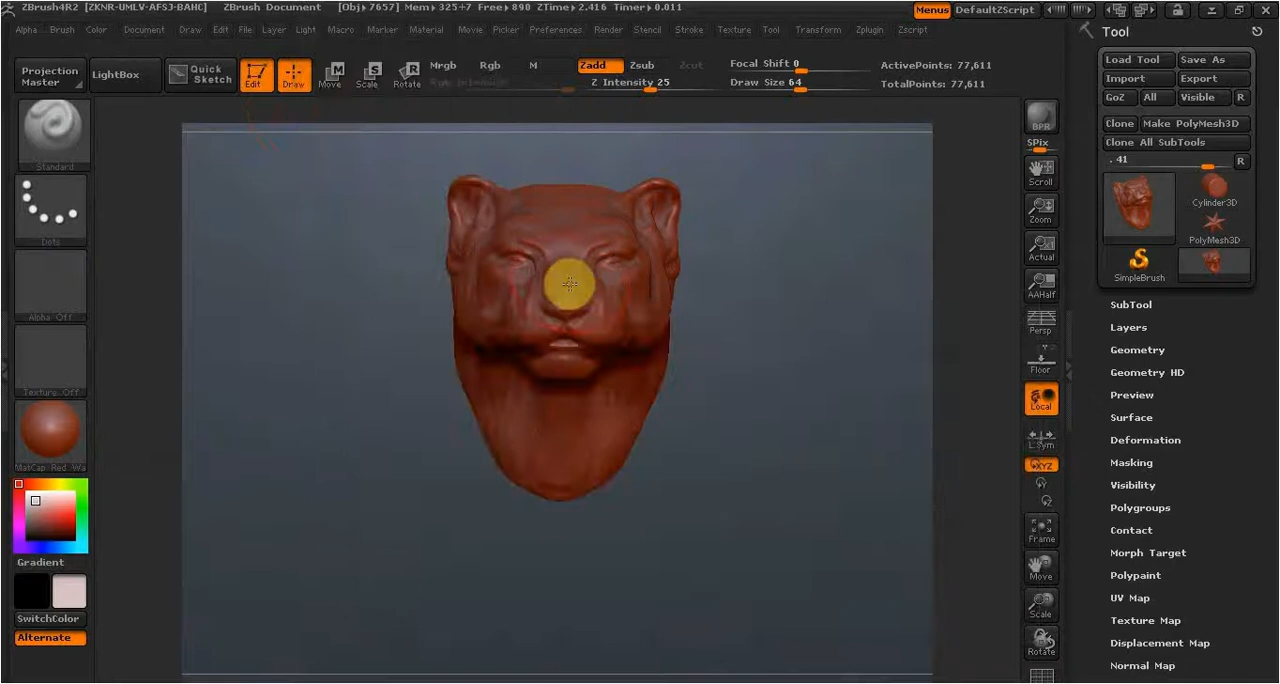 ZBrush4R2 [ZKNR-UMLV-AFSJ-BAHC] ZBrush Document [Obj▸7657] Mem▸325+7 Free▸890 ZTime▸2.416 Timer▸0.011 Menus DefaultZScript
Alpha Brush Color Document Draw Edit File Layer Light Macro Marker Material Movie Picker Preferences Render Stencil Stroke Texture Tool Transform Zplugin Zscript
Projection Master
LightBox
Quick Sketch
Edit
Draw
Move
Scale
Rotate
Mrgb Rgb M
Rgb Intensity
Zadd Zsub Zcut
Z Intensity 25
Focal Shift 0
Draw Size 64
ActivePoints: 77,611
TotalPoints: 77,611
Standard
Dots
Alpha Off
Texture Off
MatCap Red Wa
Gradient
SwitchColor
Alternate
BPR
SPix
Scroll
Zoom
Actual
AAHalf
Persp
Floor
Local
L.Sym
XYZ
Y
Z
Frame
Move
Scale
Rotate
Tool
Load Tool Save As
Import Export
GoZ All Visible R
Clone Make PolyMesh3D
Clone All SubTools
. 41 R
Cylinder3D
PolyMesh3D
SimpleBrush
SubTool
Layers
Geometry
Geometry HD
Preview
Surface
Deformation
Masking
Visibility
Polygroups
Contact
Morph Target
Polypaint
UV Map
Texture Map
Displacement Map
Normal Map